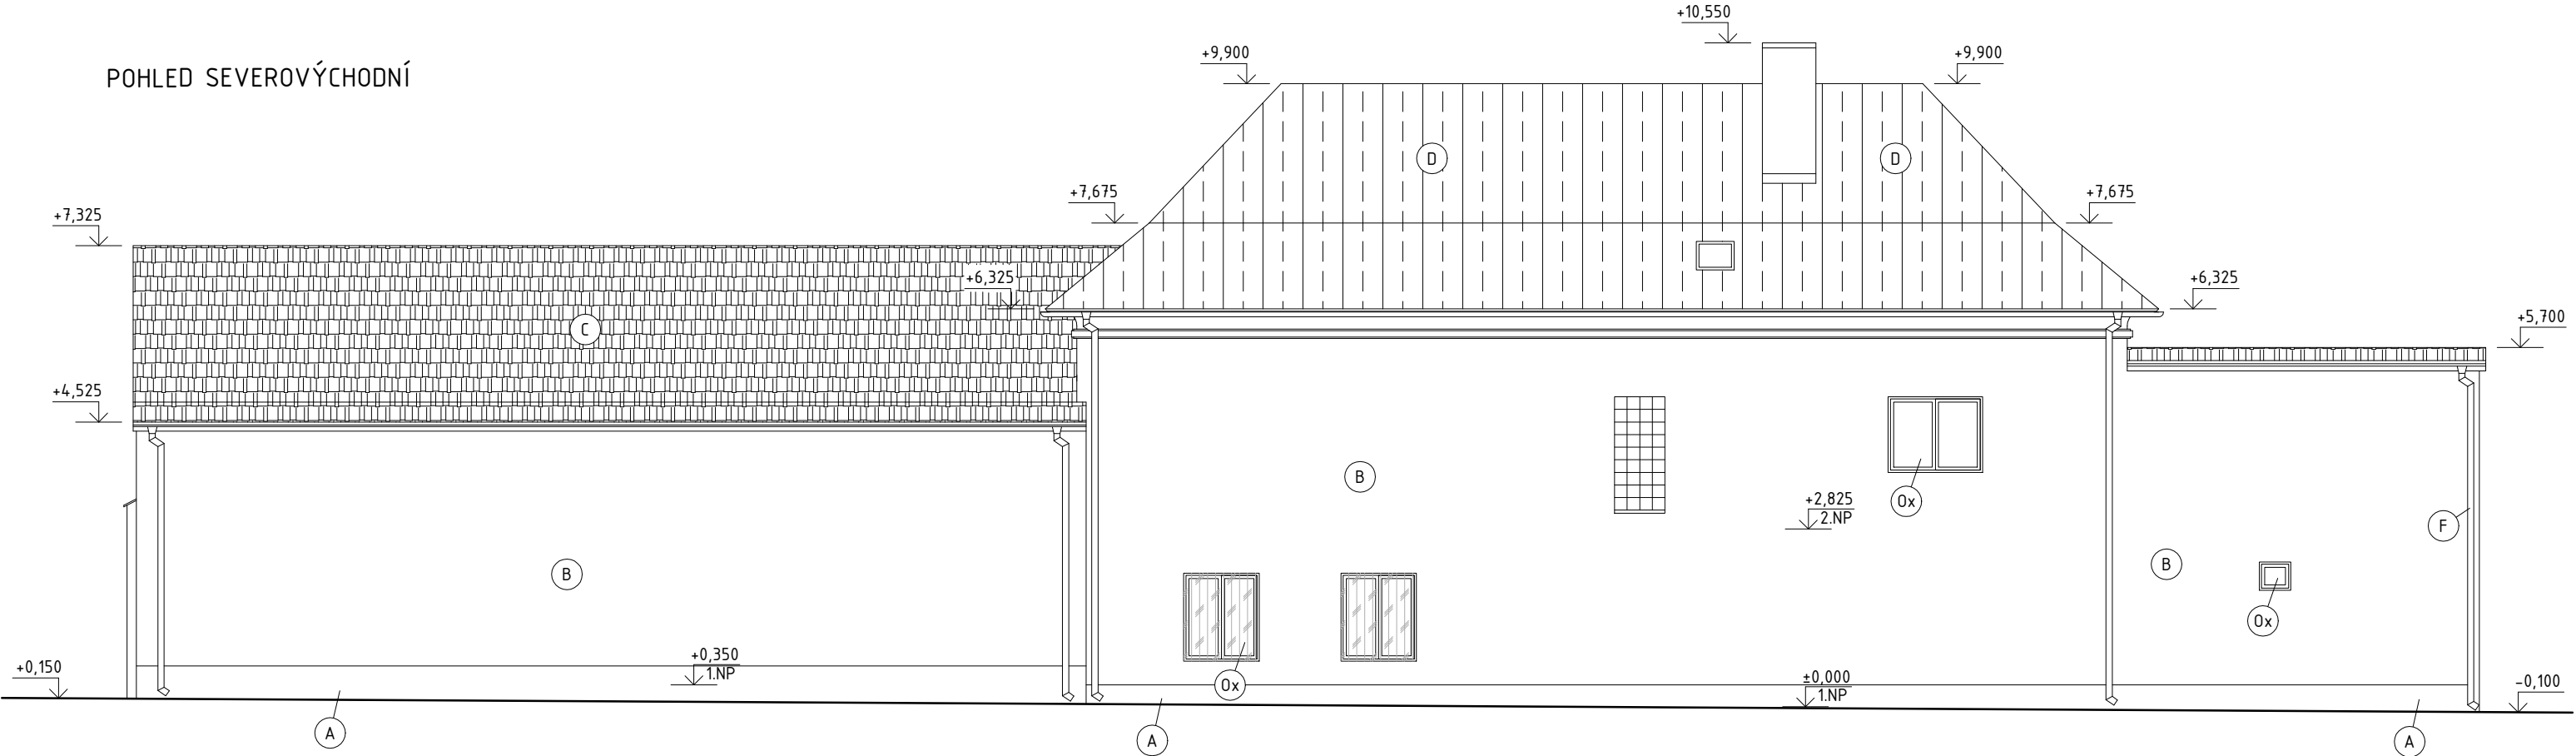 +10,550
+9,900
+9,900
POHLED SEVEROVÝCHODNÍ
D
D
+7,675
+7,675
+7,325
+6,325
+6,325
+5,700
C
+4,525
B
Ox
+2,825
2.NP
F
B
B
Ox
+0,350
1.NP
+0,150
Ox
±0,000
1.NP
-0,100
A
A
A